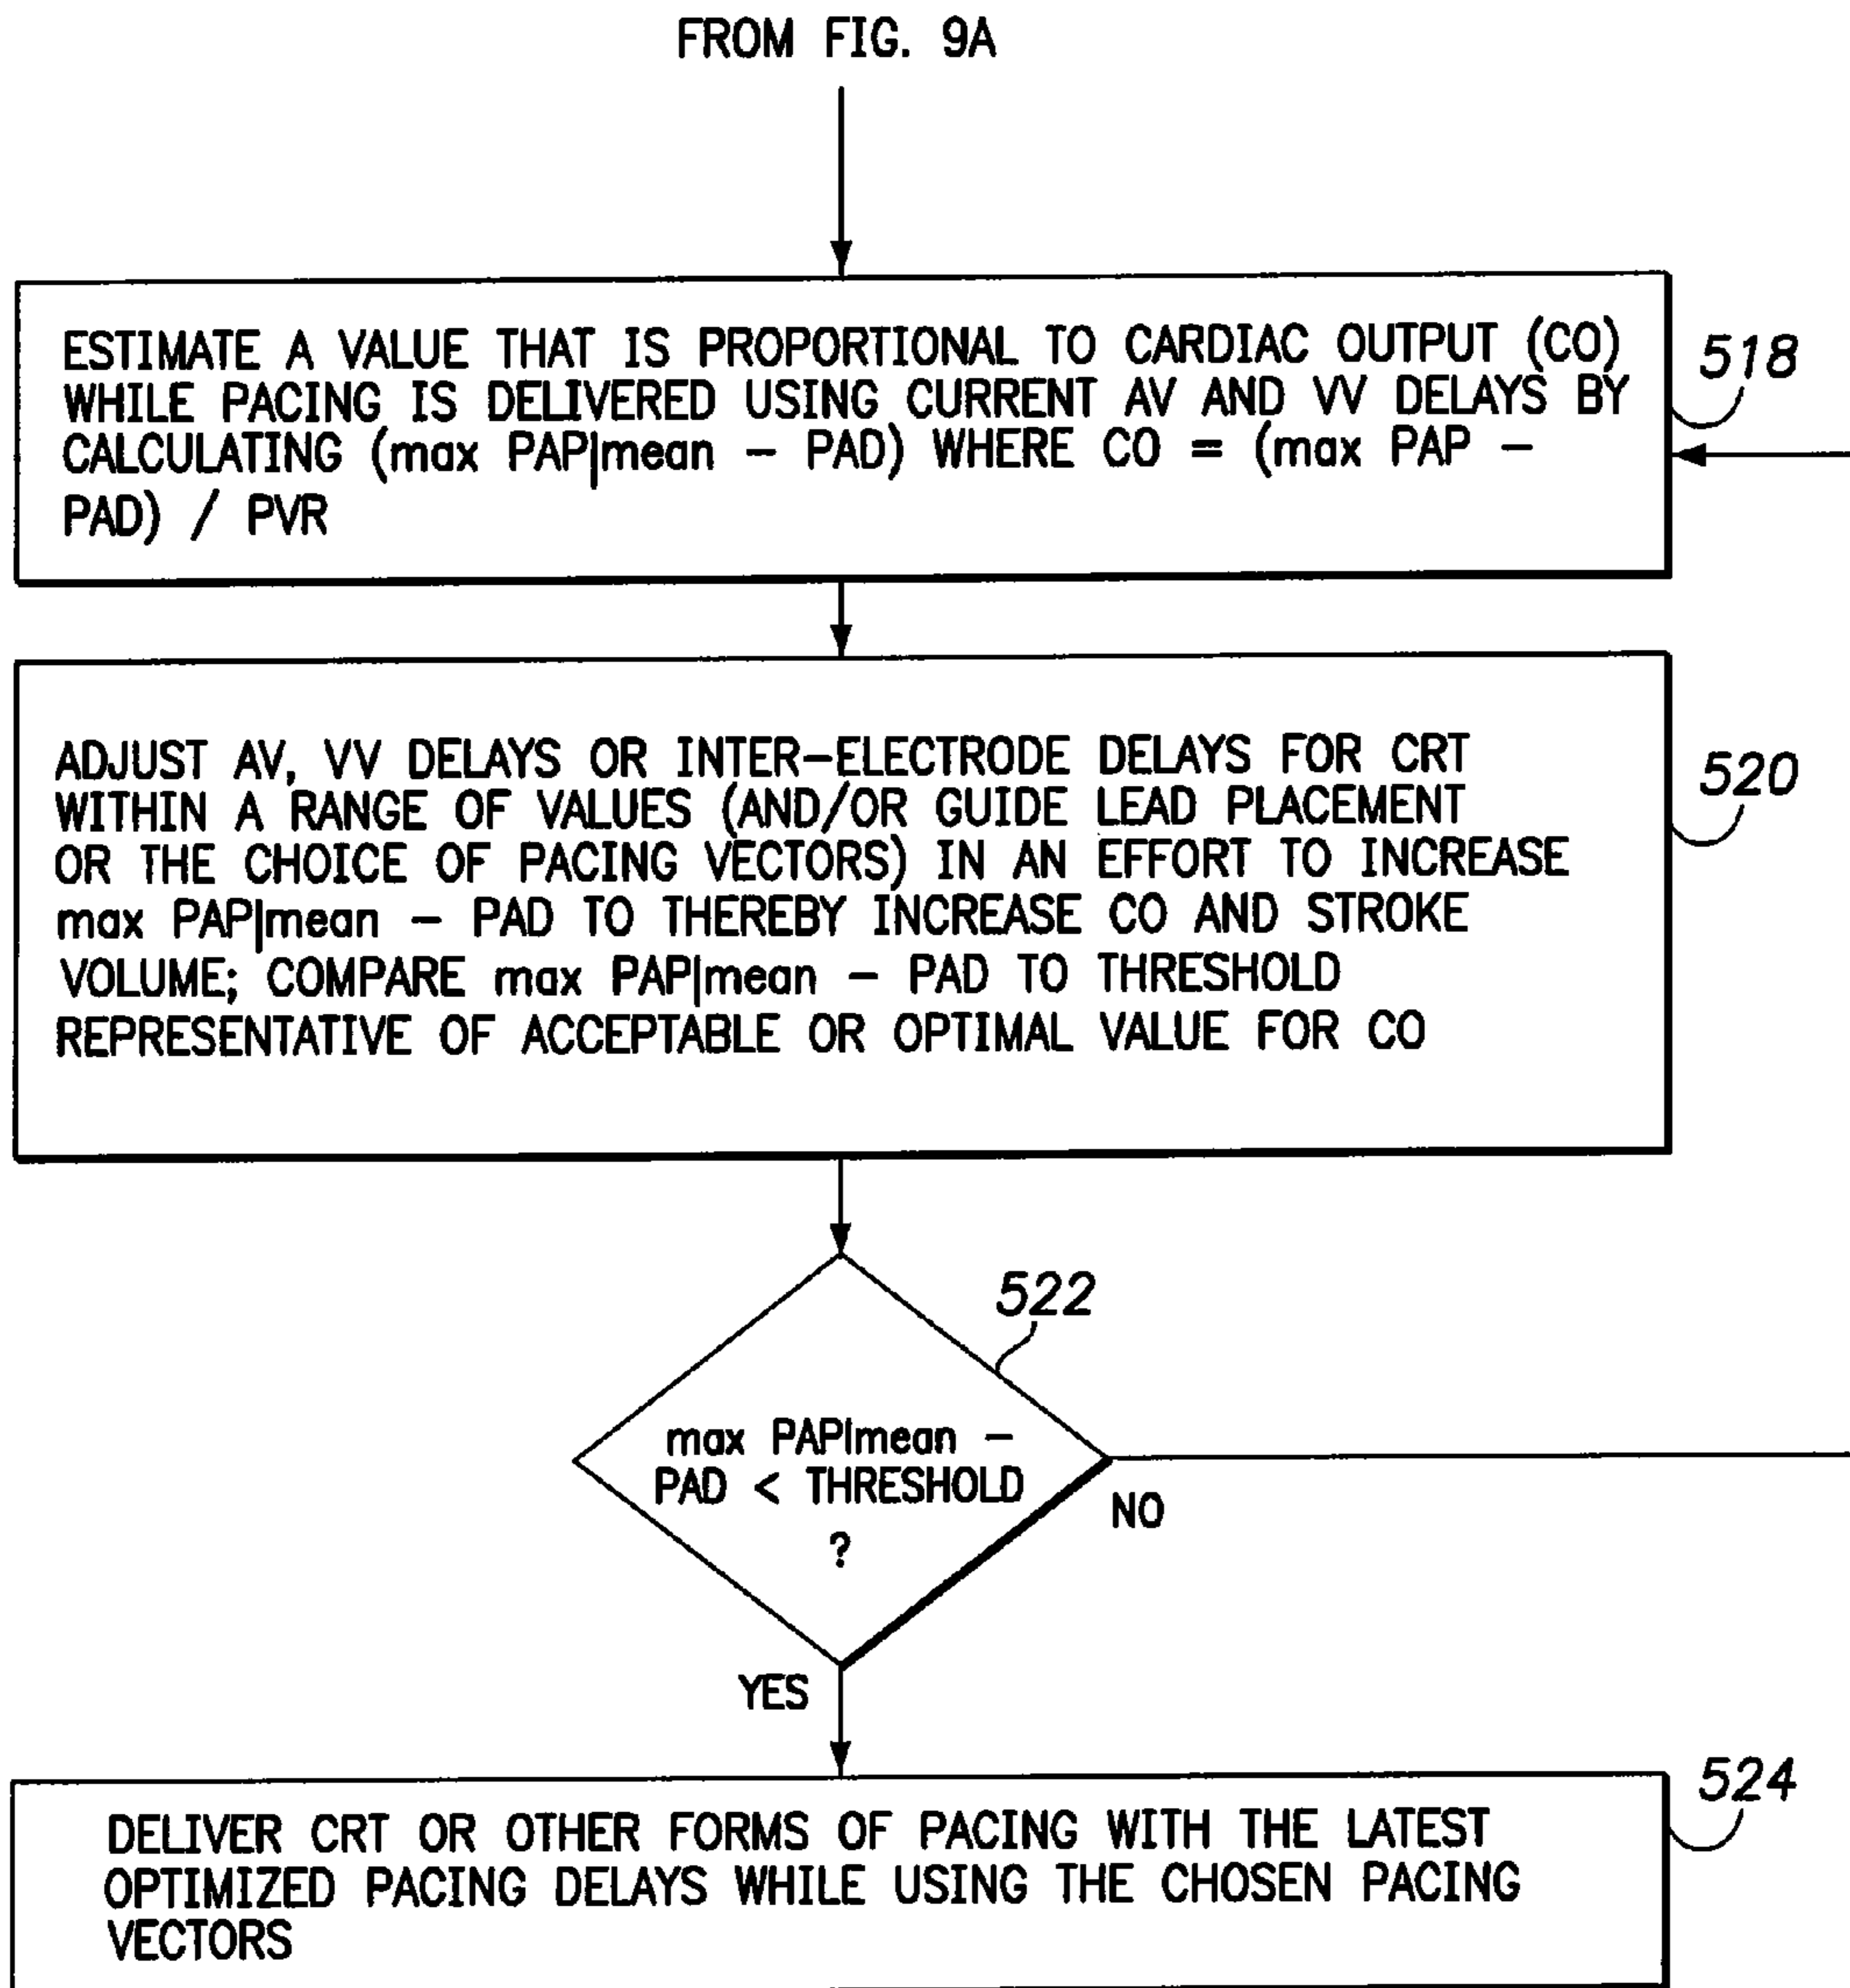 FROM FIG. 9A
ESTIMATE A VALUE THAT IS PROPORTIONAL TO CARDIAC OUTPUT (CO)
WHILE PACING IS DELIVERED USING CURRENT AV AND VV DELAYS BY
CALCULATING (max PAP|mean – PAD) WHERE CO = (max PAP –
PAD) / PVR
518
ADJUST AV, VV DELAYS OR INTER-ELECTRODE DELAYS FOR CRT
WITHIN A RANGE OF VALUES (AND/OR GUIDE LEAD PLACEMENT
OR THE CHOICE OF PACING VECTORS) IN AN EFFORT TO INCREASE
max PAP|mean – PAD TO THEREBY INCREASE CO AND STROKE
VOLUME; COMPARE max PAP|mean – PAD TO THRESHOLD
REPRESENTATIVE OF ACCEPTABLE OR OPTIMAL VALUE FOR CO
520
522
max PAP|mean –
PAD < THRESHOLD
?
NO
YES
DELIVER CRT OR OTHER FORMS OF PACING WITH THE LATEST
OPTIMIZED PACING DELAYS WHILE USING THE CHOSEN PACING
VECTORS
524